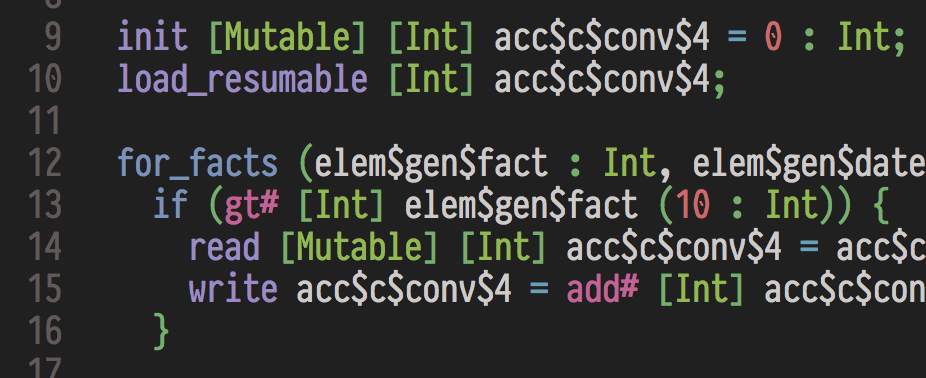 9 init [Mutable] [Int] acc$c$conv$4 = 0 : Int;
10 load_resumable [Int] acc$c$conv$4;
11
12 for_facts (elem$gen$fact : Int, elem$gen$date
13 if (gt# [Int] elem$gen$fact (10 : Int)) {
14 read [Mutable] [Int] acc$c$conv$4 = acc$c
15 write acc$c$conv$4 = add# [Int] acc$c$con
16 }
17